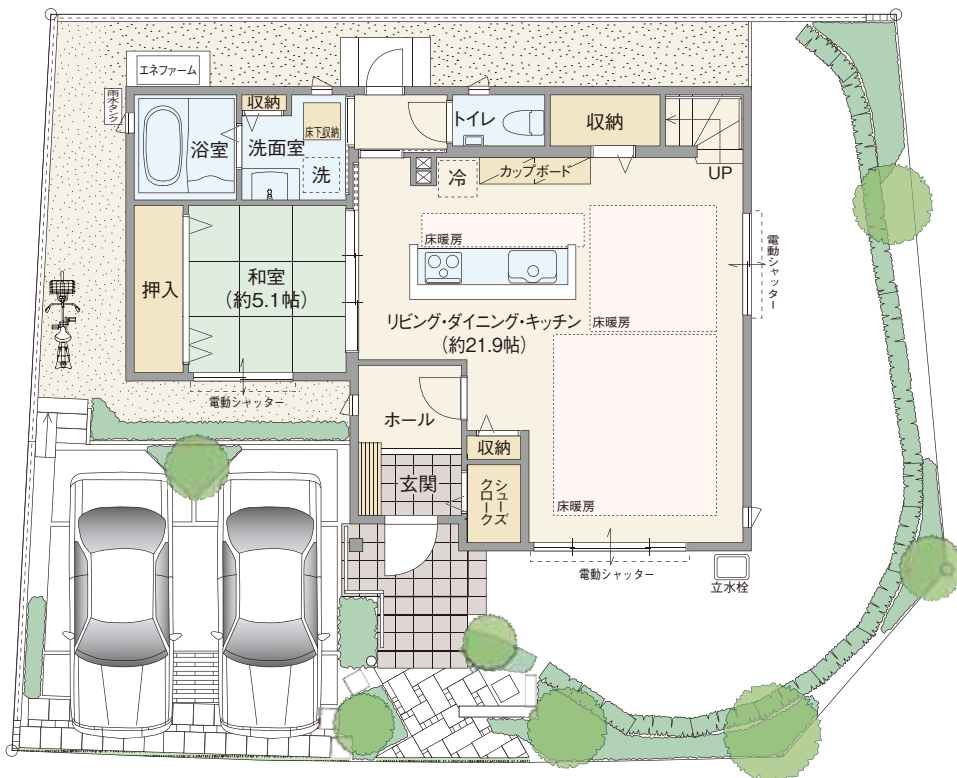 エネファーム
雨水タンク
収納
トイレ
収納
床下収納
浴室
洗面室
洗
冷
カップボード
UP
床暖房
電動シャッター
和室
(約5.1帖)
押入
リビング・ダイニング・キッチン
(約21.9帖)
床暖房
電動シャッター
ホール
収納
玄関
シューズ
クローク
床暖房
電動シャッター
立水栓